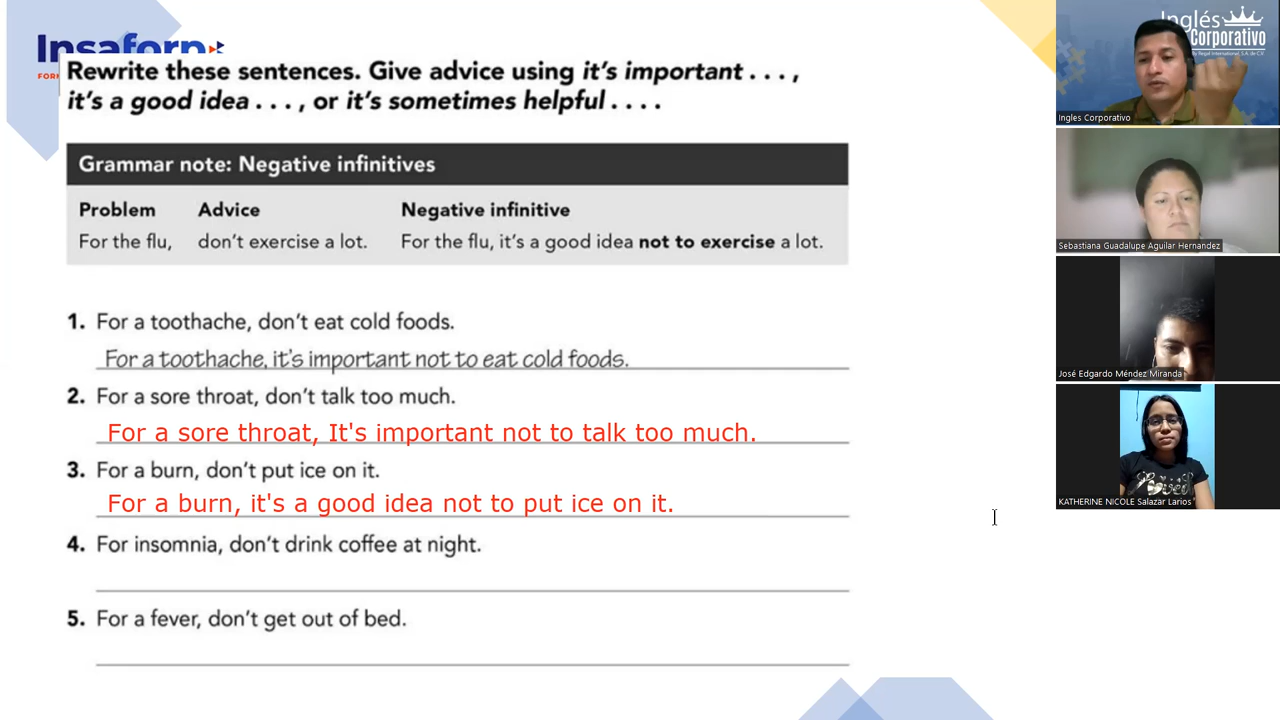 Insaforp
Rewrite these sentences. Give advice using it's important . . . ,
it's a good idea . . . , or it's sometimes helpful . . . .
Grammar note: Negative infinitives
Problem Advice Negative infinitive
For the flu, don't exercise a lot. For the flu, it's a good idea not to exercise a lot.
1. For a toothache, don't eat cold foods.
For a toothache, it's important not to eat cold foods.
2. For a sore throat, don't talk too much.
For a sore throat, It's important not to talk too much.
3. For a burn, don't put ice on it.
For a burn, it's a good idea not to put ice on it.
4. For insomnia, don't drink coffee at night.
5. For a fever, don't get out of bed.
Inglés
Corporativo
Ingles Corporativo
Sebastiana Guadalupe Aguilar Hernandez
José Edgardo Méndez Miranda
KATHERINE NICOLE Salazar Larios